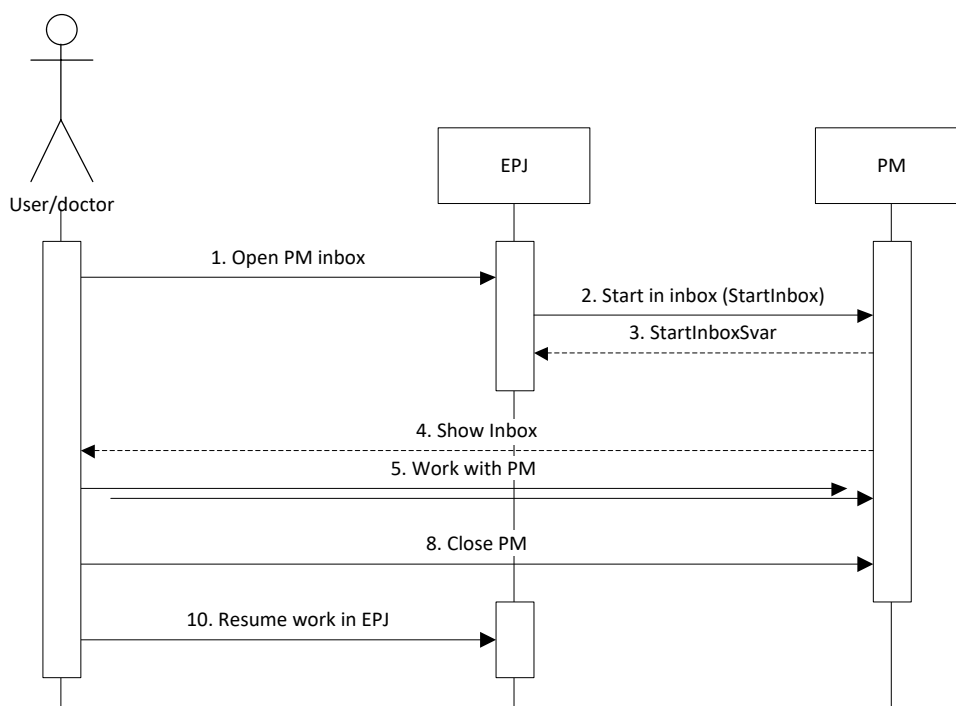 EPJ
PM
User/doctor
1. Open PM inbox
2. Start in inbox (StartInbox)
3. StartInboxSvar
4. Show Inbox
5. Work with PM
8. Close PM
10. Resume work in EPJ